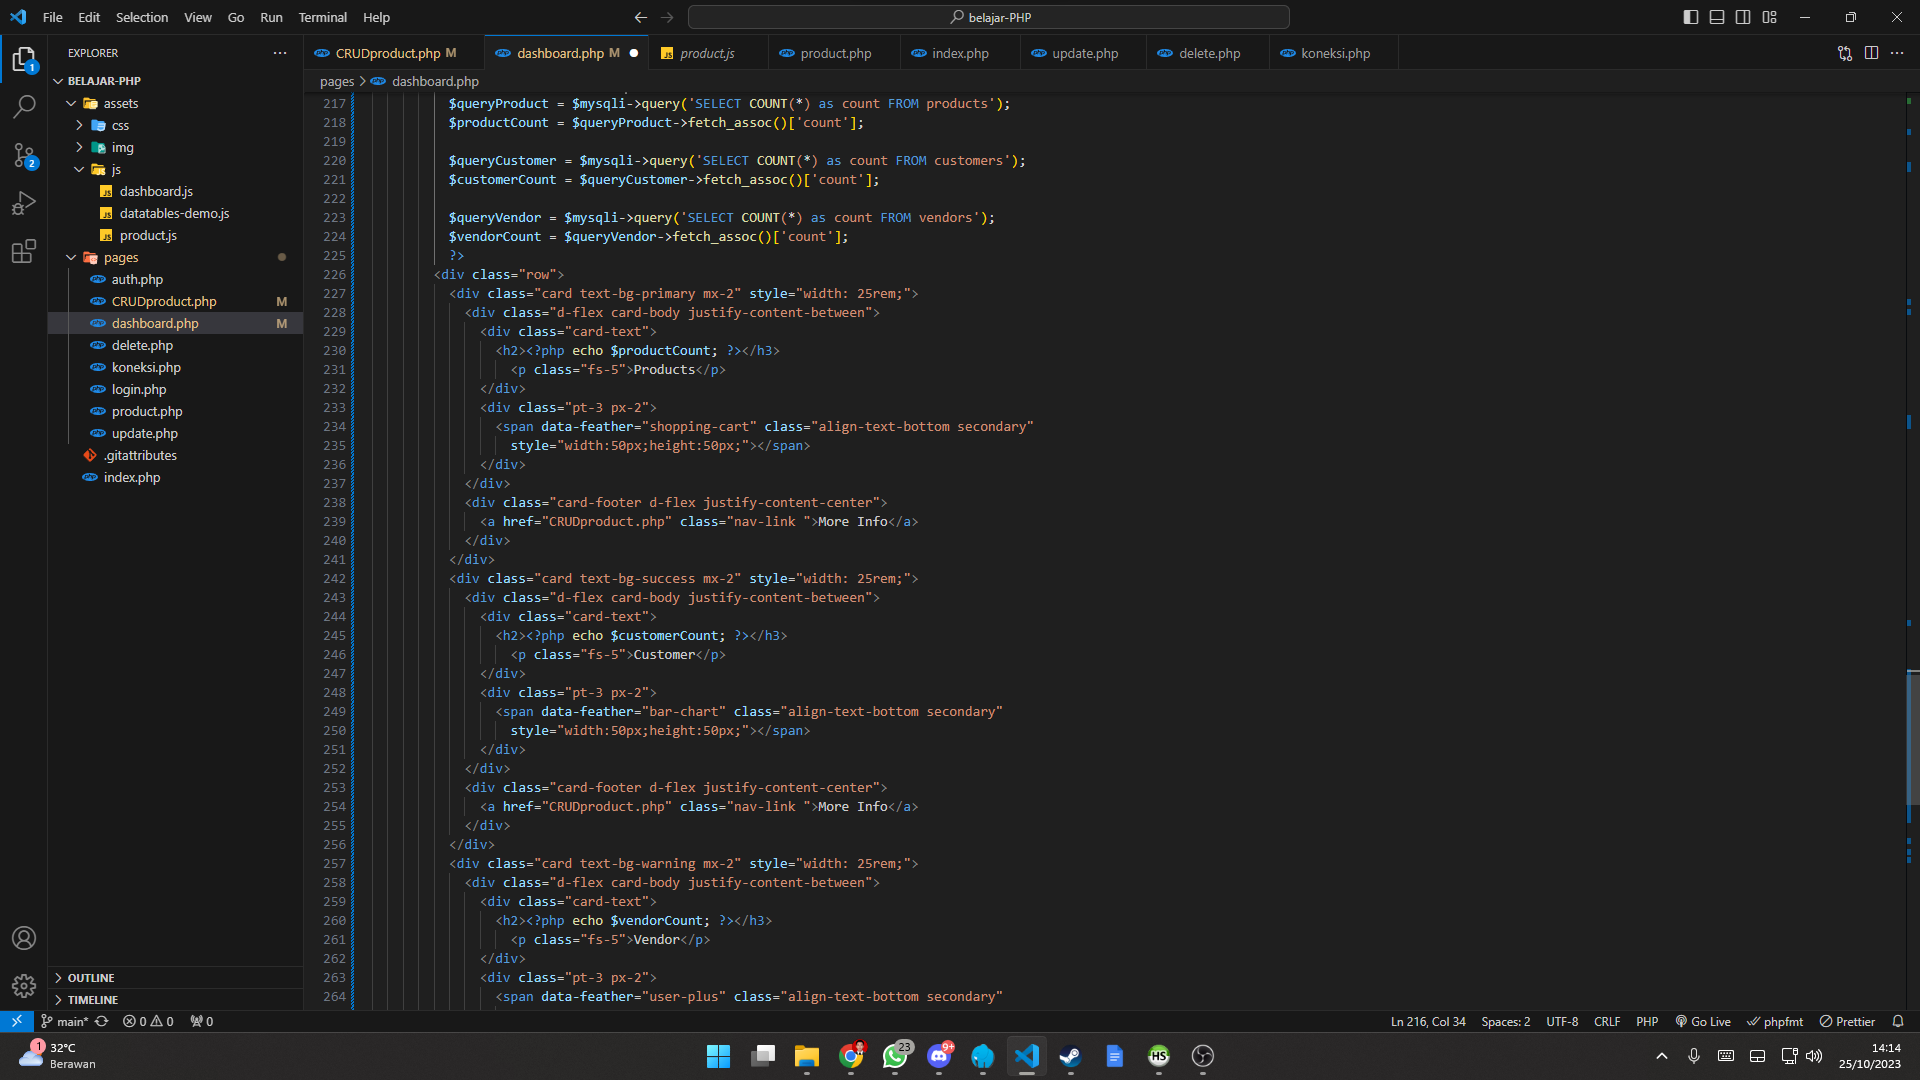 File Edit Selection View Go Run Terminal Help
belajar-PHP
EXPLORER
BELAJAR-PHP
assets
css
img
js
dashboard.js
datatables-demo.js
product.js
pages
auth.php
CRUDproduct.php M
dashboard.php M
delete.php
koneksi.php
login.php
product.php
update.php
.gitattributes
index.php
OUTLINE
TIMELINE
1
2
CRUDproduct.php M dashboard.php M product.js product.php index.php update.php delete.php koneksi.php
pages > dashboard.php
217 $queryProduct = $mysqli->query('SELECT COUNT(*) as count FROM products');
218 $productCount = $queryProduct->fetch_assoc()['count'];
219
220 $queryCustomer = $mysqli->query('SELECT COUNT(*) as count FROM customers');
221 $customerCount = $queryCustomer->fetch_assoc()['count'];
222
223 $queryVendor = $mysqli->query('SELECT COUNT(*) as count FROM vendors');
224 $vendorCount = $queryVendor->fetch_assoc()['count'];
225 ?>
226 <div class="row">
227 <div class="card text-bg-primary mx-2" style="width: 25rem;">
228 <div class="d-flex card-body justify-content-between">
229 <div class="card-text">
230 <h2><?php echo $productCount; ?></h3>
231 <p class="fs-5">Products</p>
232 </div>
233 <div class="pt-3 px-2">
234 <span data-feather="shopping-cart" class="align-text-bottom secondary"
235 style="width:50px;height:50px;"></span>
236 </div>
237 </div>
238 <div class="card-footer d-flex justify-content-center">
239 <a href="CRUDproduct.php" class="nav-link ">More Info</a>
240 </div>
241 </div>
242 <div class="card text-bg-success mx-2" style="width: 25rem;">
243 <div class="d-flex card-body justify-content-between">
244 <div class="card-text">
245 <h2><?php echo $customerCount; ?></h3>
246 <p class="fs-5">Customer</p>
247 </div>
248 <div class="pt-3 px-2">
249 <span data-feather="bar-chart" class="align-text-bottom secondary"
250 style="width:50px;height:50px;"></span>
251 </div>
252 </div>
253 <div class="card-footer d-flex justify-content-center">
254 <a href="CRUDproduct.php" class="nav-link ">More Info</a>
255 </div>
256 </div>
257 <div class="card text-bg-warning mx-2" style="width: 25rem;">
258 <div class="d-flex card-body justify-content-between">
259 <div class="card-text">
260 <h2><?php echo $vendorCount; ?></h3>
261 <p class="fs-5">Vendor</p>
262 </div>
263 <div class="pt-3 px-2">
264 <span data-feather="user-plus" class="align-text-bottom secondary"
main* 0 0 0 Ln 216, Col 34 Spaces: 2 UTF-8 CRLF PHP Go Live phpfmt Prettier
1 32°C
Berawan
23 9+ HS
14:14
25/10/2023